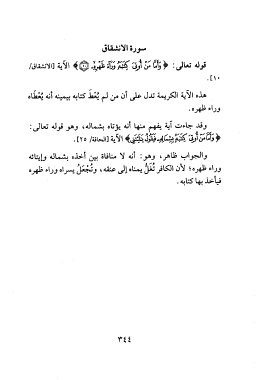 سورة الانشقاق
قوله تعالى: ﴿ وَأَمَّا مَنْ أُوتِيَ كِتَابَهُ وَرَاءَ ظَهْرِهِ ۝﴾ الآية [الانشقاق/
١٠].
هذه الآية الكريمة تدل على أن من لم يُعْطَ كتابه بيمينه أنه يُعْطَاه
وراء ظهره.
وقد جاءت آية يفهم منها أنه يؤتاه بشماله، وهو قوله تعالى:
﴿ وَأَمَّا مَنْ أُوتِيَ كِتَابَهُ بِشِمَالِهِ فَيَقُولُ يَا لَيْتَنِي ﴾ الآية [الحاقة/ ٢٥].
والجواب ظاهر، وهو: أنه لا منافاة بين أخذه بشماله وإيتائه
وراء ظهره؛ لأن الكافر تُغَلُّ يمناه إلى عنقه، وتُجْعَلُ يسراه وراء ظهره
فيأخذ بها كتابه.
٣٤٤